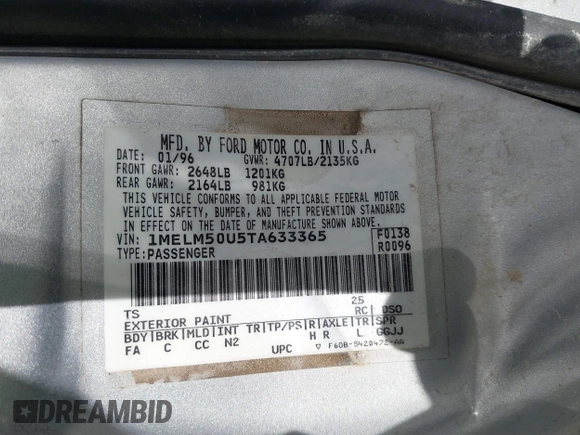 MFD. BY FORD MOTOR CO. IN U.S.A.
DATE: 01/96 GVWR: 4707LB/2135KG
FRONT GAWR: 2648LB 1201KG
REAR GAWR: 2164LB 981KG
THIS VEHICLE CONFORMS TO ALL APPLICABLE FEDERAL MOTOR
VEHICLE SAFETY, BUMPER, AND THEFT PREVENTION STANDARDS
IN EFFECT ON THE DATE OF MANUFACTURE SHOWN ABOVE.
VIN: 1MELM50U5TA633365 F0138
TYPE: PASSENGER R0096
TS 25
EXTERIOR PAINT RC DSO
BDY BRK MLD INT TR TP/PS R AXLE TR SPR
FA C CC N2 H R L GGJJ
UPC ▽ F6DB-5420472-AA
DREAMBID